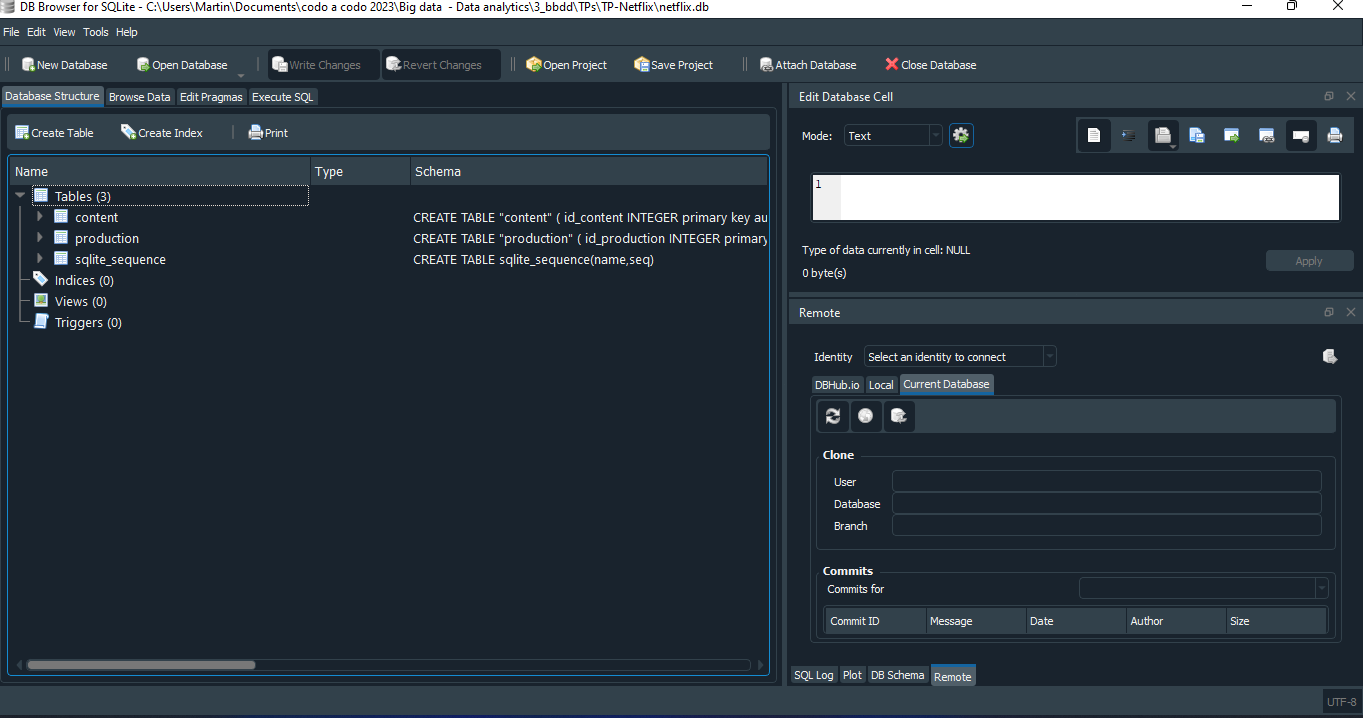 DB Browser for SQLite - C:\Users\Martin\Documents\codo a codo 2023\Big data  - Data analytics\3_bbdd\TPs\TP-Netflix\netflix.db
File Edit View Tools Help
New Database Open Database Write Changes Revert Changes Open Project Save Project Attach Database Close Database
Database Structure Browse Data Edit Pragmas Execute SQL
Create Table Create Index Print
Name Type Schema
Tables (3)
content CREATE TABLE "content" ( id_content INTEGER primary key au
production CREATE TABLE "production" ( id_production INTEGER primary
sqlite_sequence CREATE TABLE sqlite_sequence(name,seq)
Indices (0)
Views (0)
Triggers (0)
Edit Database Cell
Mode: Text
1
Type of data currently in cell: NULL
0 byte(s)
Apply
Remote
Identity Select an identity to connect
DBHub.io Local Current Database
Clone
User
Database
Branch
Commits
Commits for
Commit ID Message Date Author Size
SQL Log Plot DB Schema Remote
UTF-8